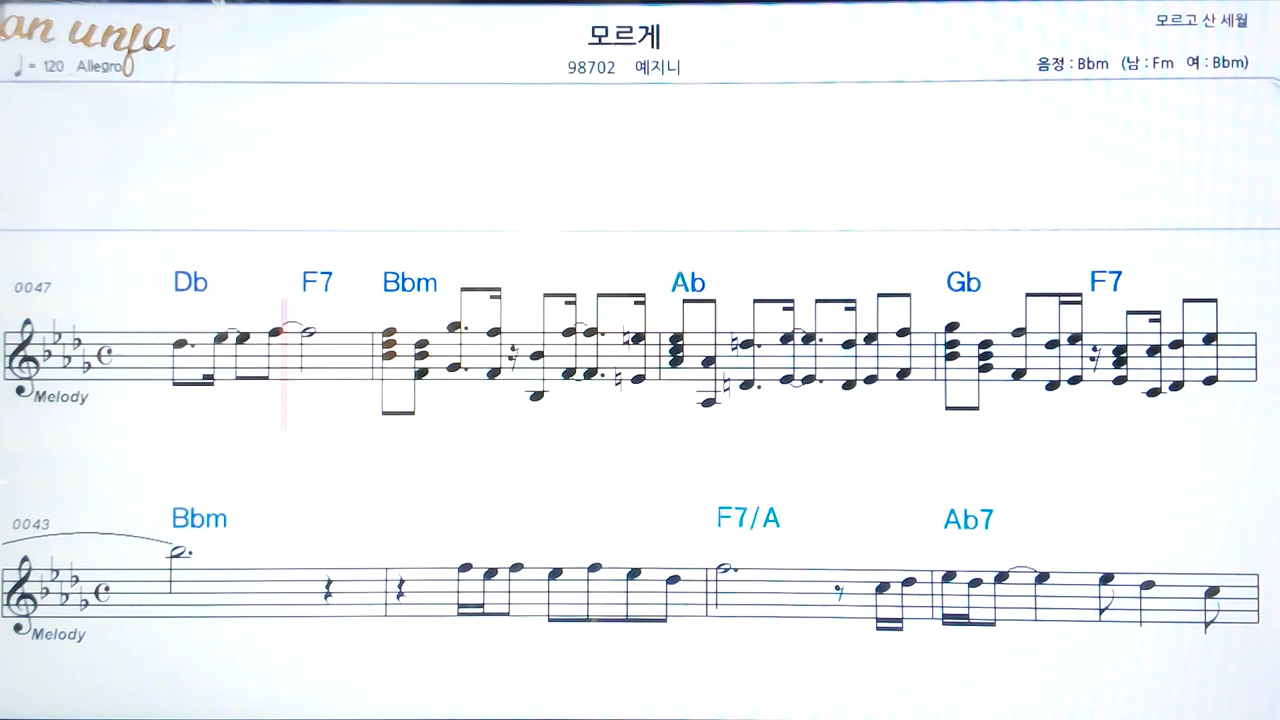 an unja
모르게
모르고 산 세월
♩ = 120 Allegro
98702 예지니
음정 : Bbm (남 : Fm 여 : Bbm)
0047 Db F7 Bbm Ab Gb F7
Melody
0043 Bbm F7/A Ab7
Melody